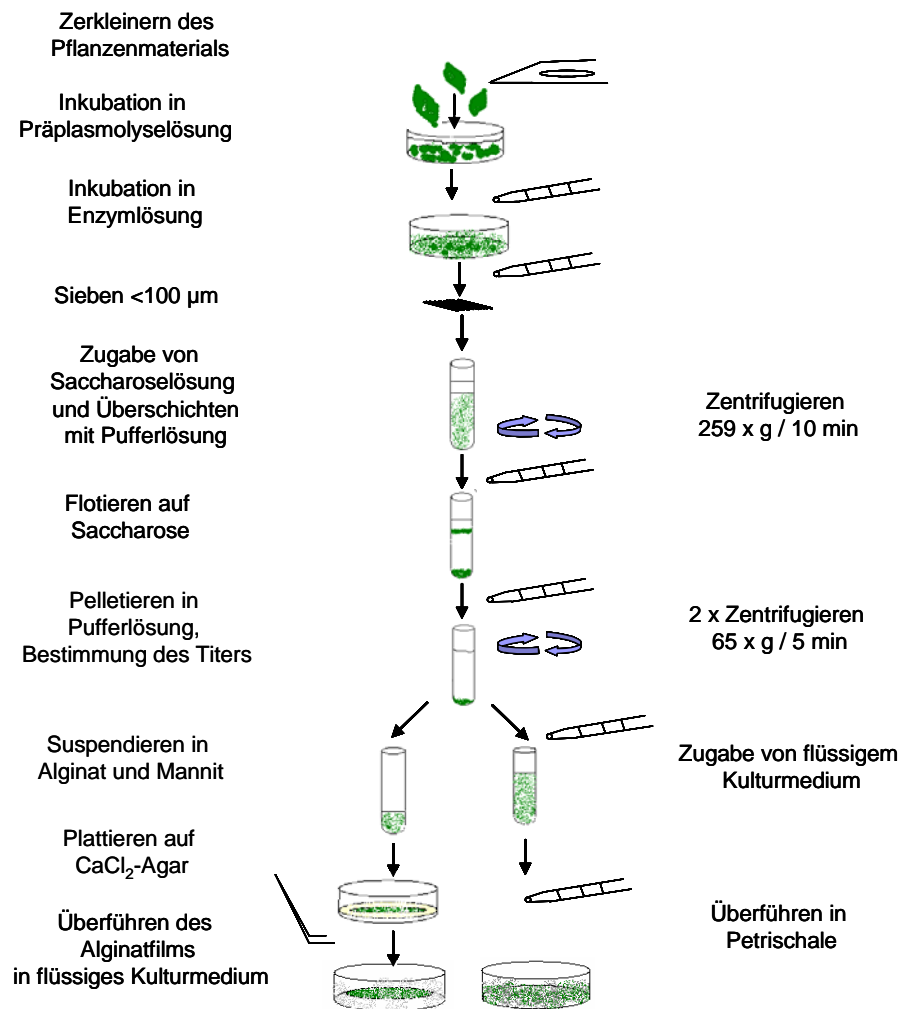 Zerkleinern des
Pflanzenmaterials
Inkubation in
Präplasmolyselösung
Inkubation in
Enzymlösung
Sieben <100 µm
Zugabe von
Saccharoselösung
und Überschichten
mit Pufferlösung
Zentrifugieren
259 x g / 10 min
Flotieren auf
Saccharose
Pelletieren in
Pufferlösung,
Bestimmung des Titers
2 x Zentrifugieren
65 x g / 5 min
Suspendieren in
Alginat und Mannit
Zugabe von flüssigem
Kulturmedium
Plattieren auf
CaCl₂-Agar
Überführen des
Alginatfilms
in flüssiges Kulturmedium
Überführen in
Petrischale